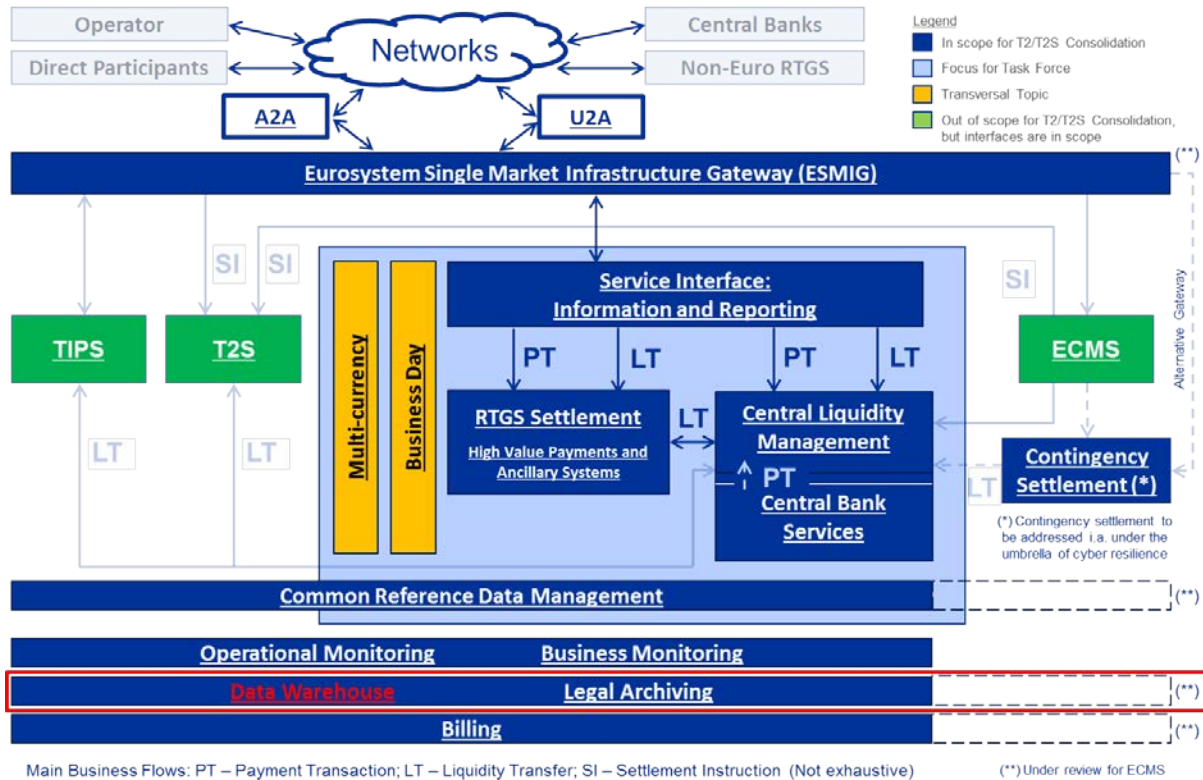 Operator
Direct Participants
Networks
Central Banks
Non-Euro RTGS
Legend
In scope for T2/T2S Consolidation
Focus for Task Force
Transversal Topic
Out of scope for T2/T2S Consolidation,
but interfaces are in scope
A2A
U2A
Eurosystem Single Market Infrastructure Gateway (ESMIG)
(**)
SI
SI
SI
Alternative Gateway
Multi-currency
Business Day
Service Interface:
Information and Reporting
TIPS
T2S
ECMS
PT
LT
PT
LT
RTGS Settlement
High Value Payments and
Ancillary Systems
LT
Central Liquidity
Management
PT
Central Bank
Services
LT
LT
LT
Contingency
Settlement (*)
(*) Contingency settlement to
be addressed i.a. under the
umbrella of cyber resilience
Common Reference Data Management
(**)
Operational Monitoring
Business Monitoring
Data Warehouse
Legal Archiving
(**)
Billing
(**)
Main Business Flows: PT – Payment Transaction; LT – Liquidity Transfer; SI – Settlement Instruction (Not exhaustive)
(**) Under review for ECMS